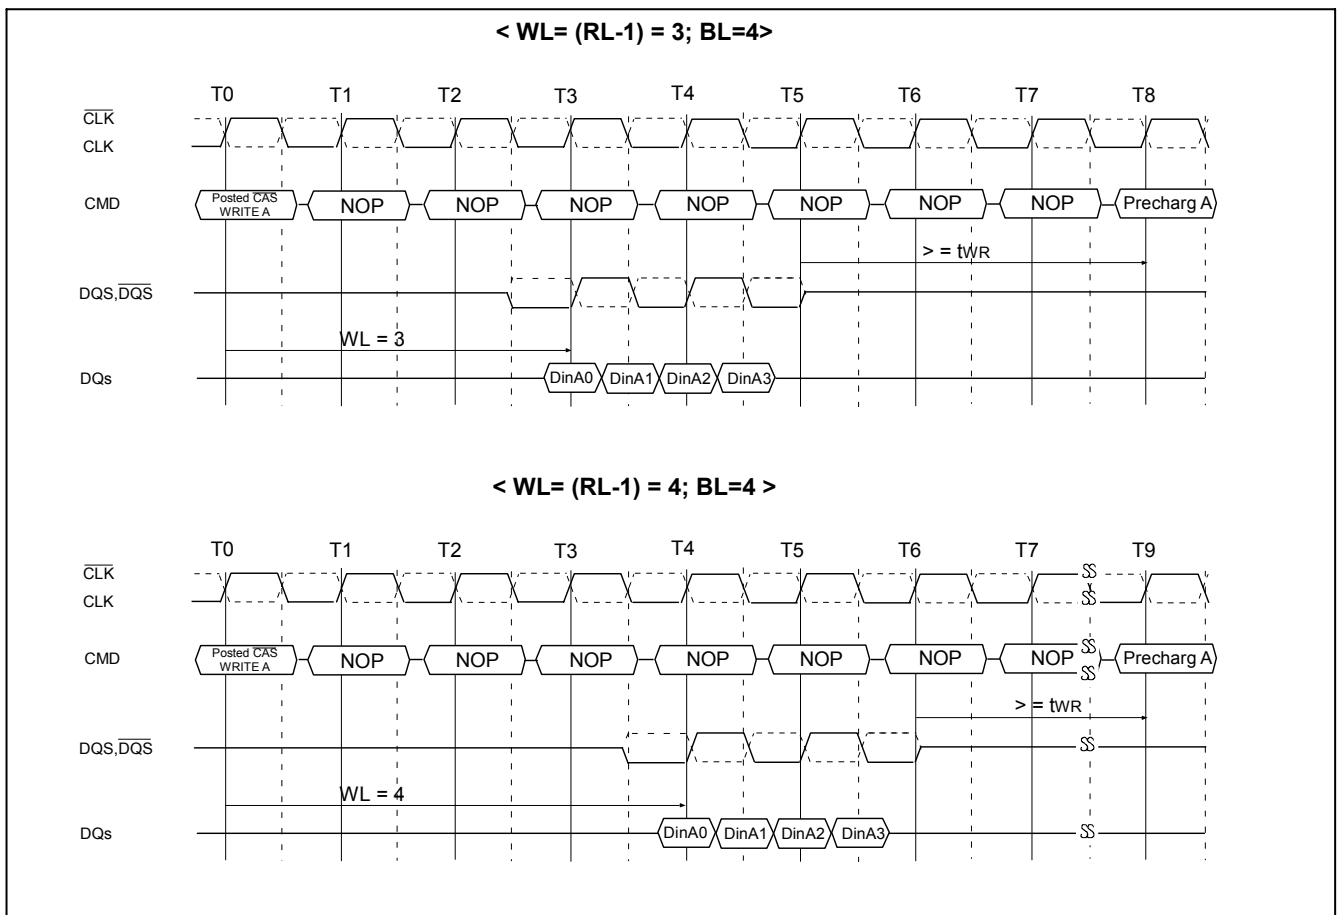 < WL= (RL-1) = 3; BL=4>
T0 T1 T2 T3 T4 T5 T6 T7 T8
CLK
CLK
CMD Posted CAS WRITE A NOP NOP NOP NOP NOP NOP NOP Precharg A
> = tWR
DQS,DQS
WL = 3
DQs DinA0 DinA1 DinA2 DinA3
< WL= (RL-1) = 4; BL=4 >
T0 T1 T2 T3 T4 T5 T6 T7 T9
CLK
CLK
CMD Posted CAS WRITE A NOP NOP NOP NOP NOP NOP NOP Precharg A
> = tWR
DQS,DQS
WL = 4
DQs DinA0 DinA1 DinA2 DinA3